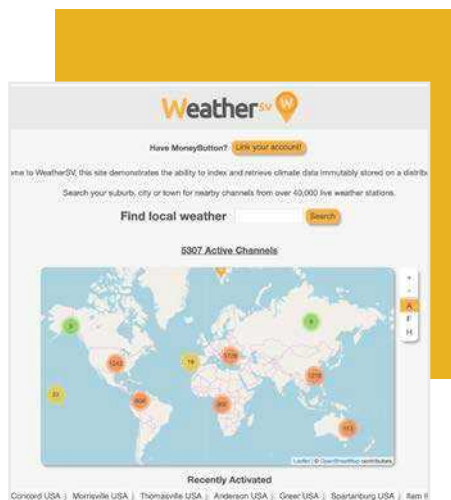 WeatherSV
Have MoneyButton? Link your account!
me to WeatherSV, this site demonstrates the ability to index and retrieve climate data immutably stored on a distrib
Search your suburb, city or town for nearby channels from over 40,000 live weather stations.
Find local weather Search
5307 Active Channels
+
-
A
F
H
Leaflet | © OpenStreetMap contributors
Recently Activated
Concord USA | Morrisville USA | Thomasville USA | Anderson USA | Greer USA | Spartanburg USA |